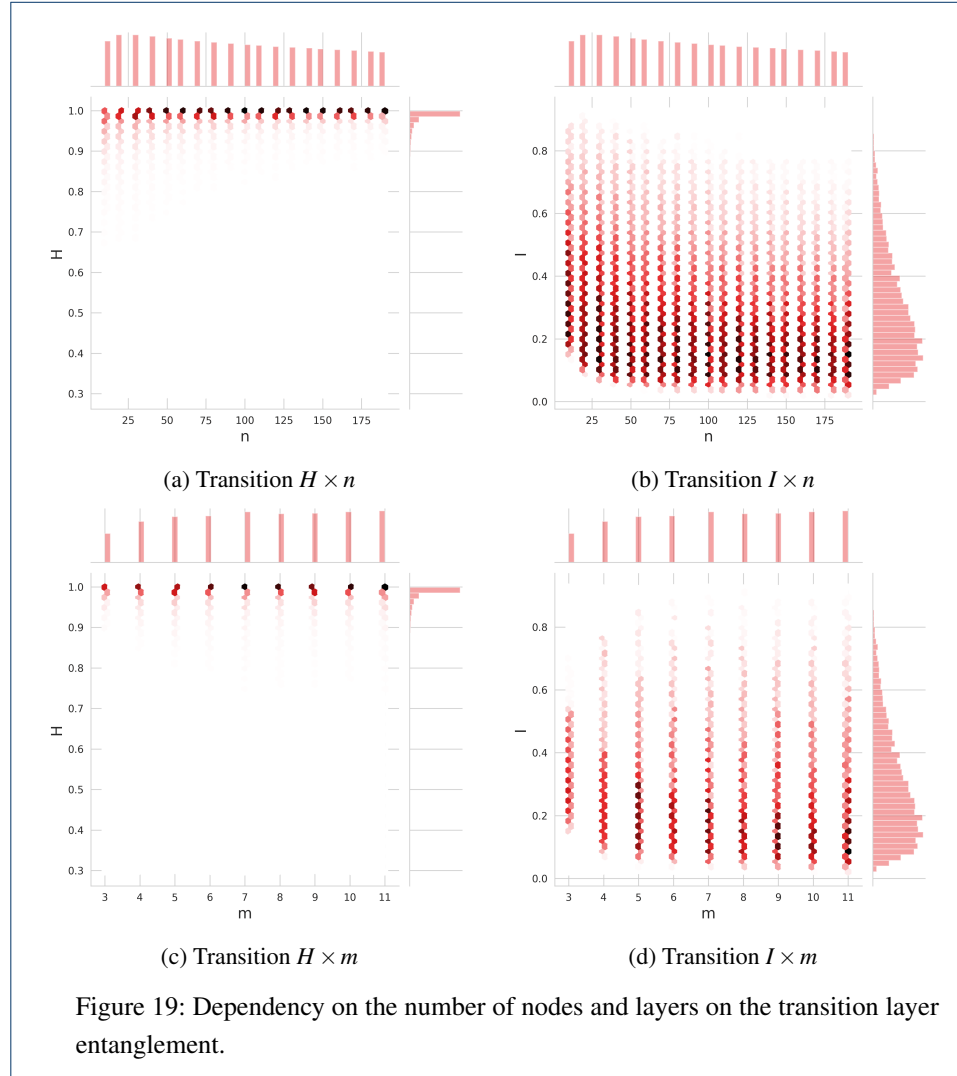 1.0
0.9
0.8
0.7
0.6
0.5
0.4
0.3
H
25 50 75 100 125 150 175
n
0.8
0.6
0.4
0.2
0.0
I
25 50 75 100 125 150 175
n
(a) Transition H × n
(b) Transition I × n
1.0
0.9
0.8
0.7
0.6
0.5
0.4
0.3
H
3 4 5 6 7 8 9 10 11
m
0.8
0.6
0.4
0.2
0.0
I
3 4 5 6 7 8 9 10 11
m
(c) Transition H × m
(d) Transition I × m
Figure 19: Dependency on the number of nodes and layers on the transition layer
entanglement.